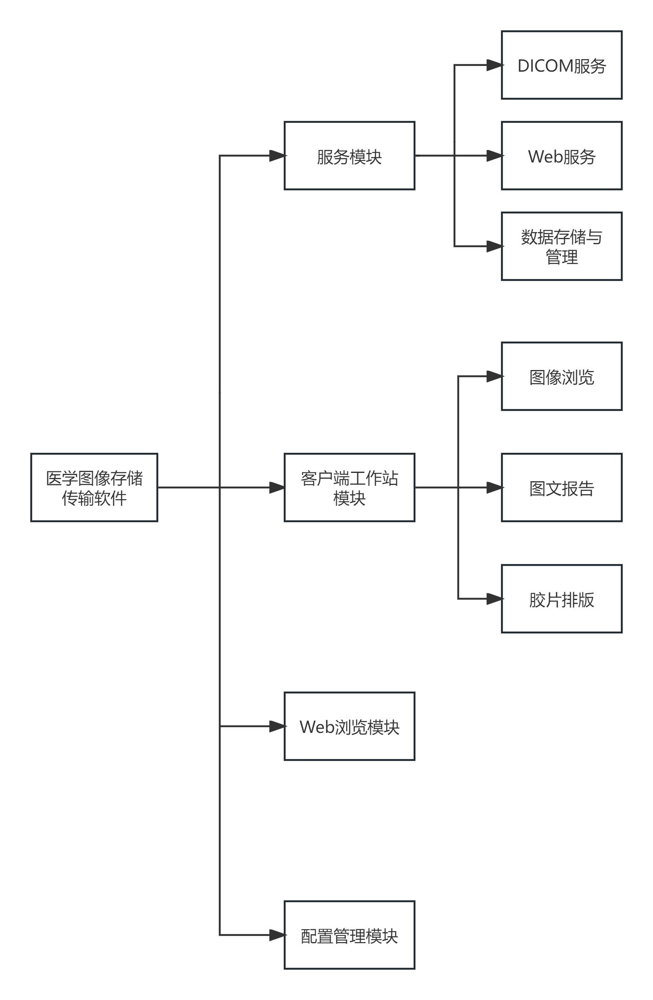 DICOM服务
服务模块
Web服务
数据存储与
管理
图像浏览
医学图像存储
传输软件
客户端工作站
模块
图文报告
胶片排版
Web浏览模块
配置管理模块